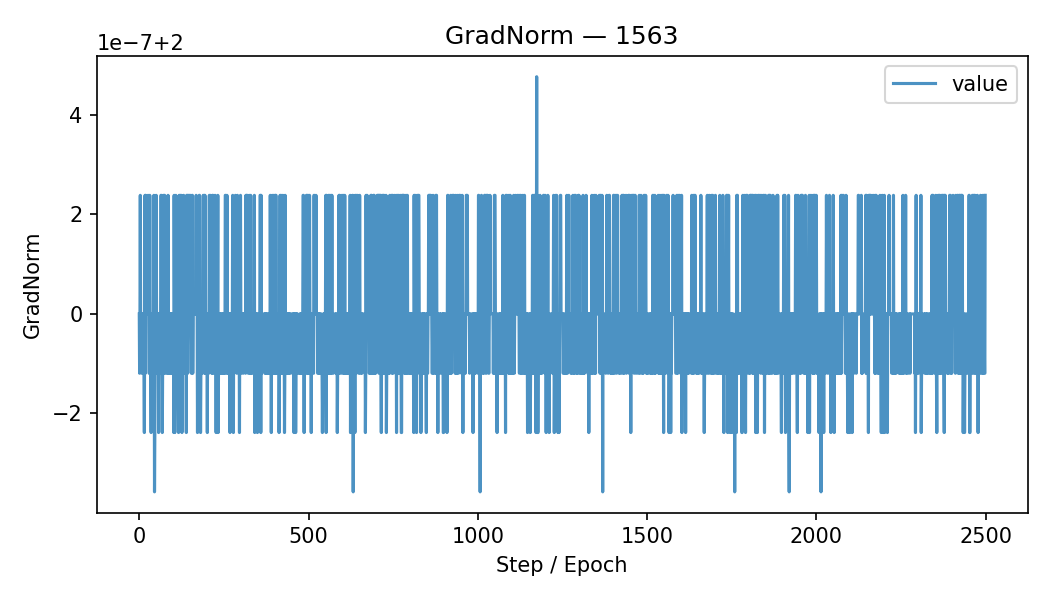 GradNorm — 1563
1e−7+2
value
4
2
0
−2
GradNorm
0
500
1000
1500
2000
2500
Step / Epoch